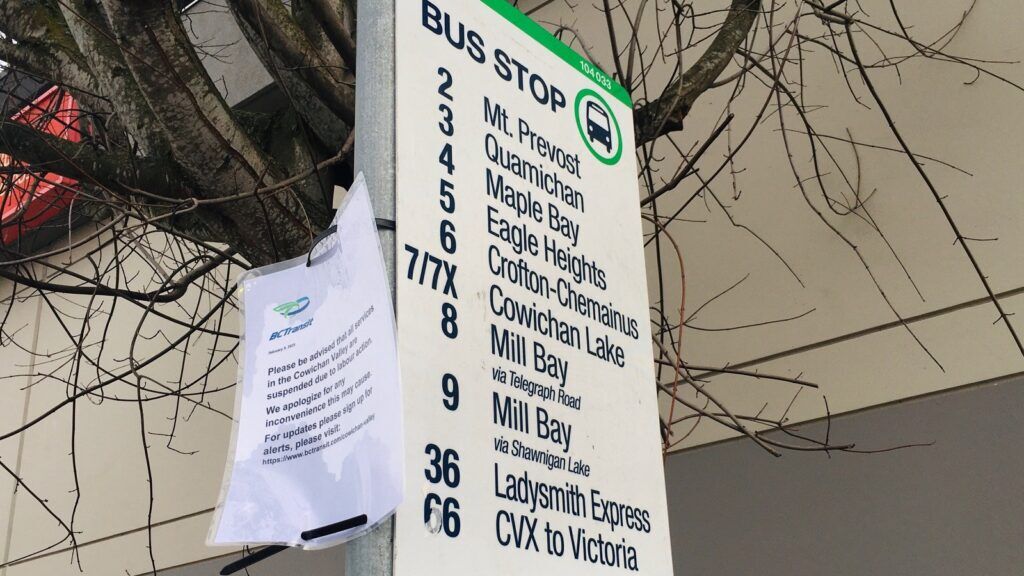 BUS STOP
104033
2 Mt. Prevost
3 Quamichan
4 Maple Bay
5 Eagle Heights
6 Crofton-Chemainus
7/7X Cowichan Lake
8 Mill Bay
via Telegraph Road
9 Mill Bay
via Shawnigan Lake
36 Ladysmith Express
66 CVX to Victoria
BC Transit
Please be advised that all services
in the Cowichan Valley are
suspended due to labour action.
We apologize for any
inconvenience this may cause.
For updates please sign up for
alerts, please visit:
https://www.bctransit.com/cowichan-valley